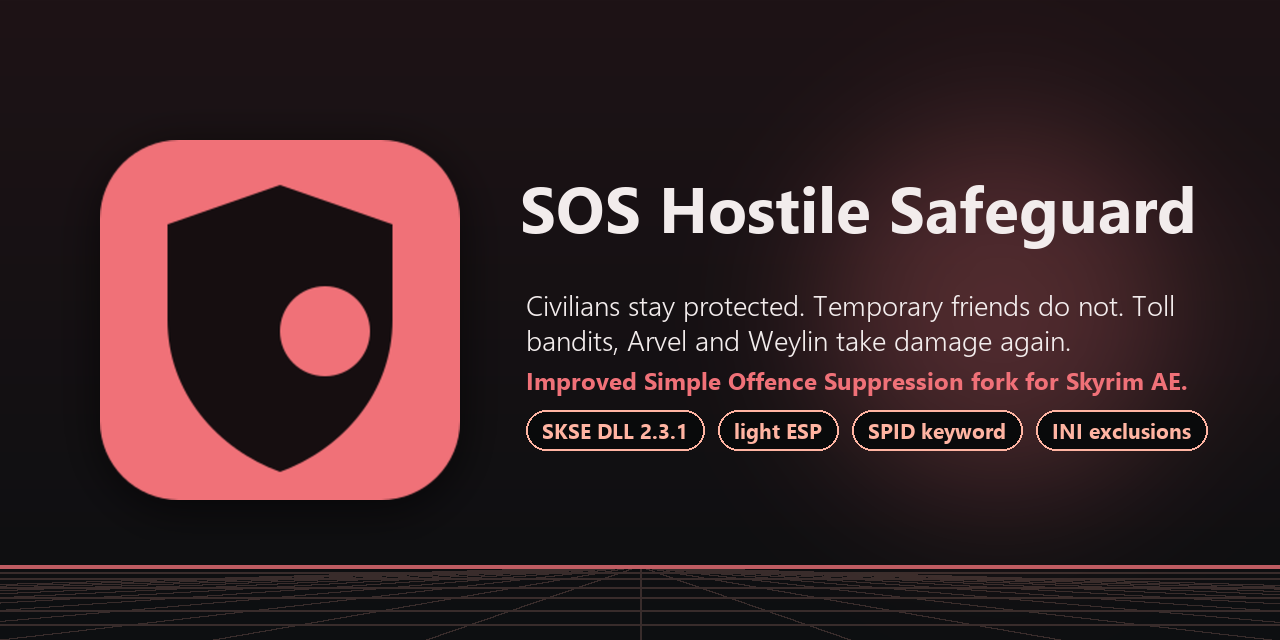 SOS Hostile Safeguard
Civilians stay protected. Temporary friends do not. Toll
bandits, Arvel and Weylin take damage again.
Improved Simple Offence Suppression fork for Skyrim AE.
SKSE DLL 2.3.1 light ESP SPID keyword INI exclusions